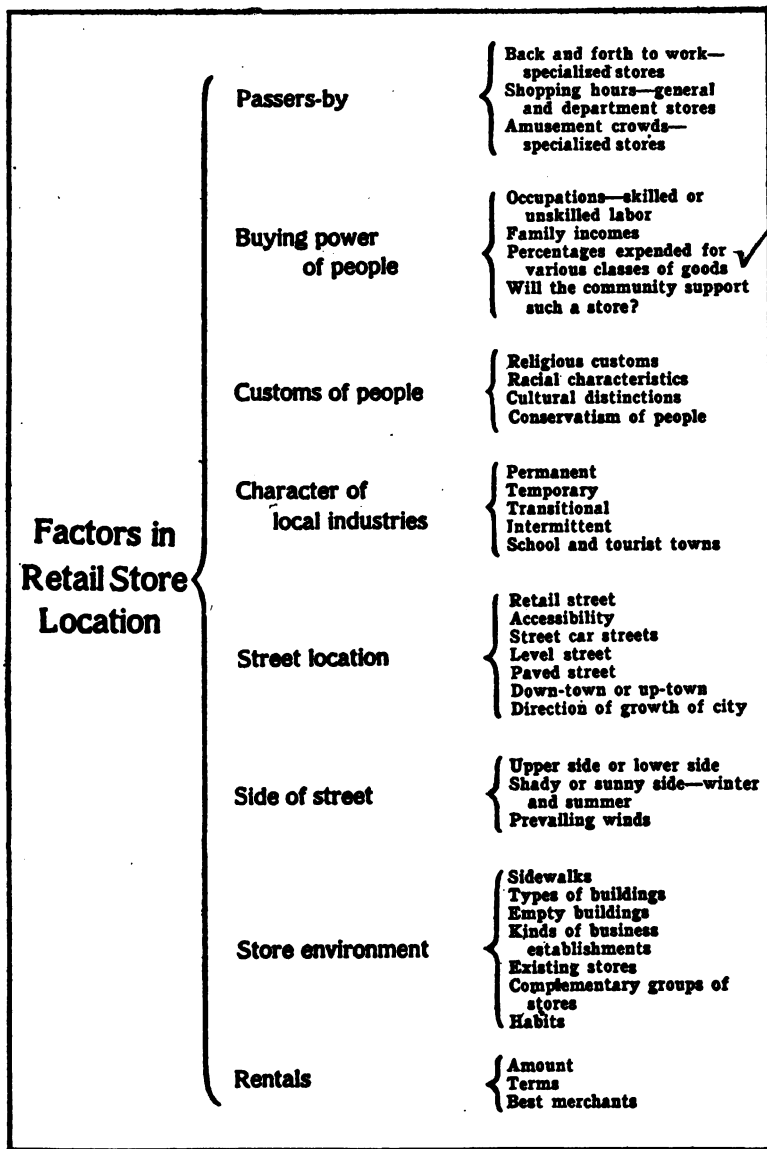 Factors in
Retail Store
Location
Passers-by
Back and forth to work—
specialized stores
Shopping hours—general
and department stores
Amusement crowds—
specialized stores
Buying power
of people
Occupations—skilled or
unskilled labor
Family incomes
Percentages expended for
various classes of goods
Will the community support
such a store?
Customs of people
Religious customs
Racial characteristics
Cultural distinctions
Conservatism of people
Character of
local industries
Permanent
Temporary
Transitional
Intermittent
School and tourist towns
Street location
Retail street
Accessibility
Street car streets
Level street
Paved street
Down-town or up-town
Direction of growth of city
Side of street
Upper side or lower side
Shady or sunny side—winter
and summer
Prevailing winds
Store environment
Sidewalks
Types of buildings
Empty buildings
Kinds of business
establishments
Existing stores
Complementary groups of
stores
Habits
Rentals
Amount
Terms
Best merchants